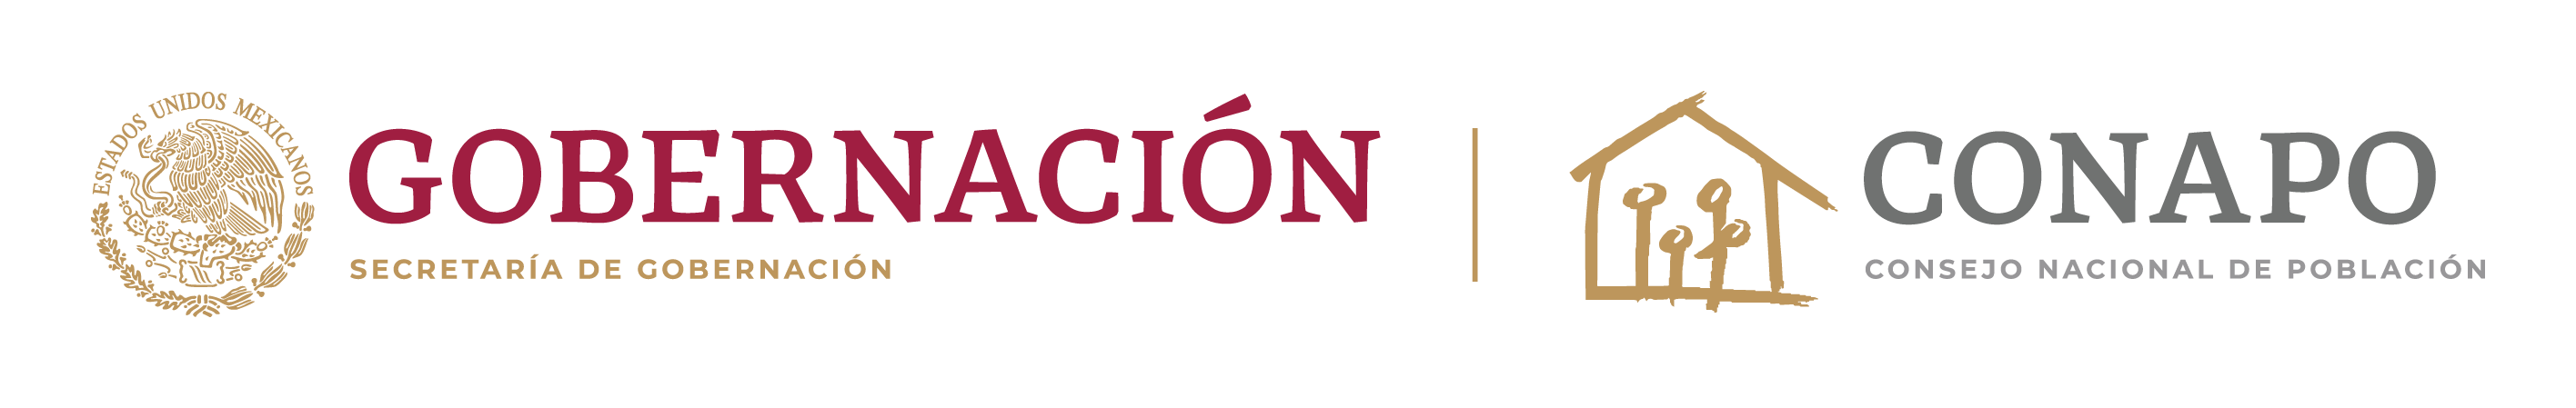 ESTADOS UNIDOS MEXICANOS
GOBERNACIÓN
SECRETARÍA DE GOBERNACIÓN
CONAPO
CONSEJO NACIONAL DE POBLACIÓN